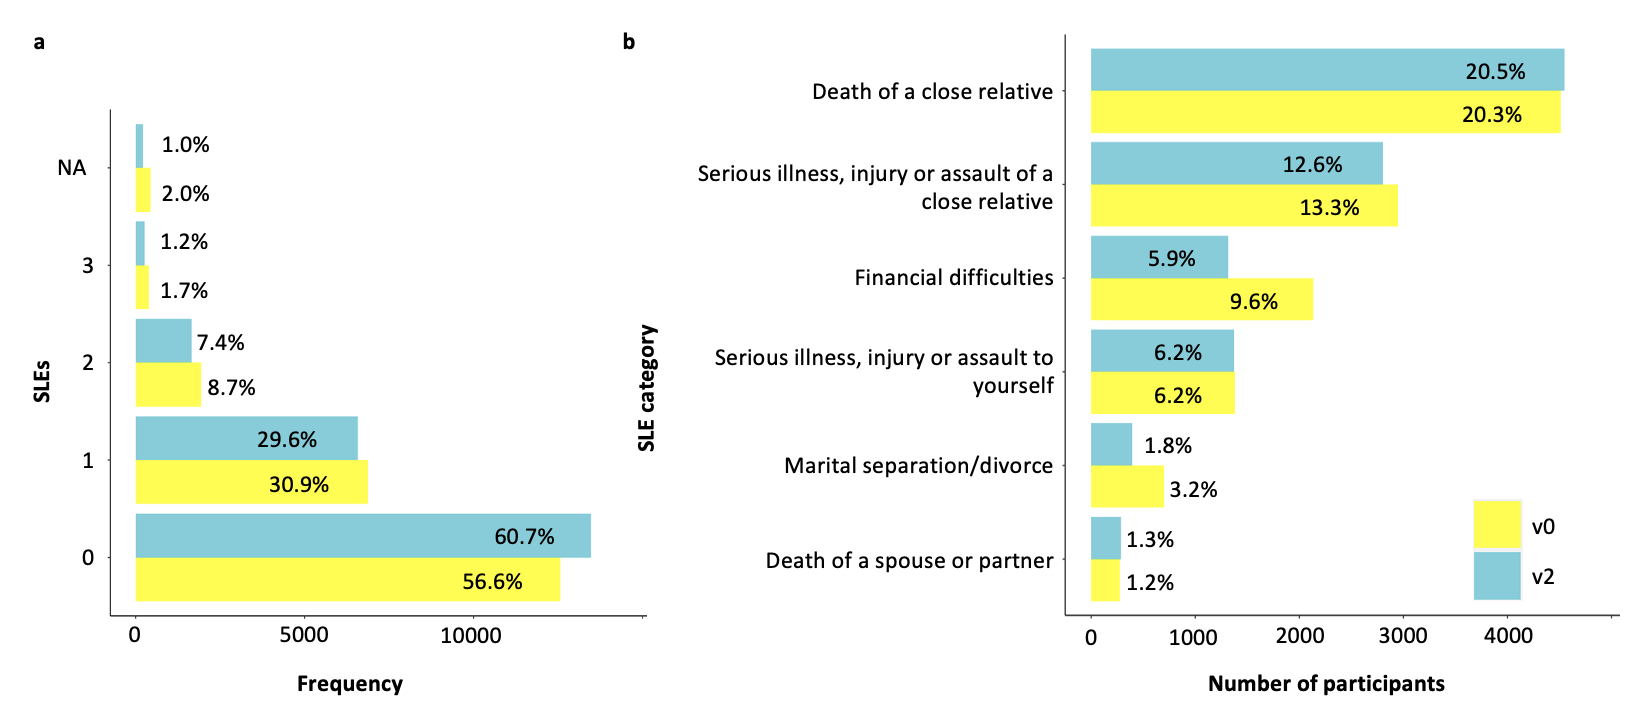 a
NA
1.0%
2.0%
3
1.2%
1.7%
2
7.4%
8.7%
1
29.6%
30.9%
0
60.7%
56.6%
SLEs
0
5000
10000
Frequency
b
Death of a close relative
20.5%
20.3%
Serious illness, injury or assault of a
close relative
12.6%
13.3%
Financial difficulties
5.9%
9.6%
Serious illness, injury or assault to
yourself
6.2%
6.2%
Marital separation/divorce
1.8%
3.2%
Death of a spouse or partner
1.3%
1.2%
SLE category
v0
v2
0
1000
2000
3000
4000
Number of participants